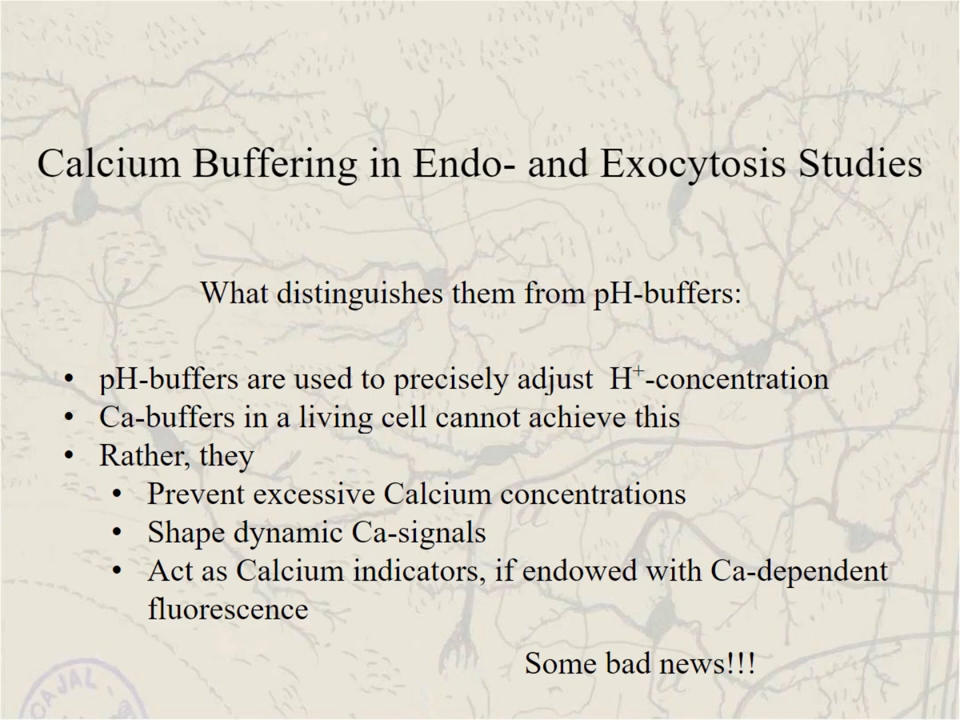 Calcium Buffering in Endo- and Exocytosis Studies
What distinguishes them from pH-buffers:
• pH-buffers are used to precisely adjust H⁺-concentration
• Ca-buffers in a living cell cannot achieve this
• Rather, they
• Prevent excessive Calcium concentrations
• Shape dynamic Ca-signals
• Act as Calcium indicators, if endowed with Ca-dependent
fluorescence
Some bad news!!!
a
a
a
CAJAL